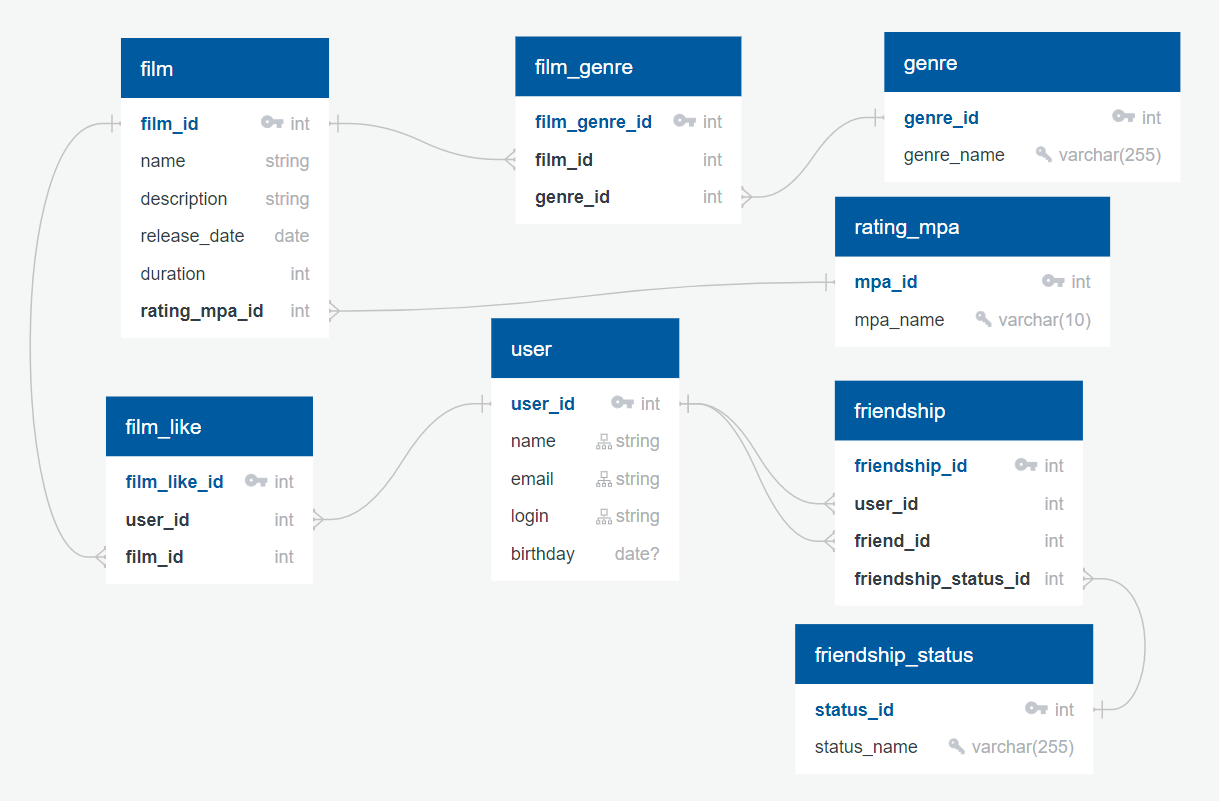 film
film_id int
name string
description string
release_date date
duration int
rating_mpa_id int
film_genre
film_genre_id int
film_id int
genre_id int
genre
genre_id int
genre_name varchar(255)
rating_mpa
mpa_id int
mpa_name varchar(10)
user
user_id int
name string
email string
login string
birthday date?
film_like
film_like_id int
user_id int
film_id int
friendship
friendship_id int
user_id int
friend_id int
friendship_status_id int
friendship_status
status_id int
status_name varchar(255)